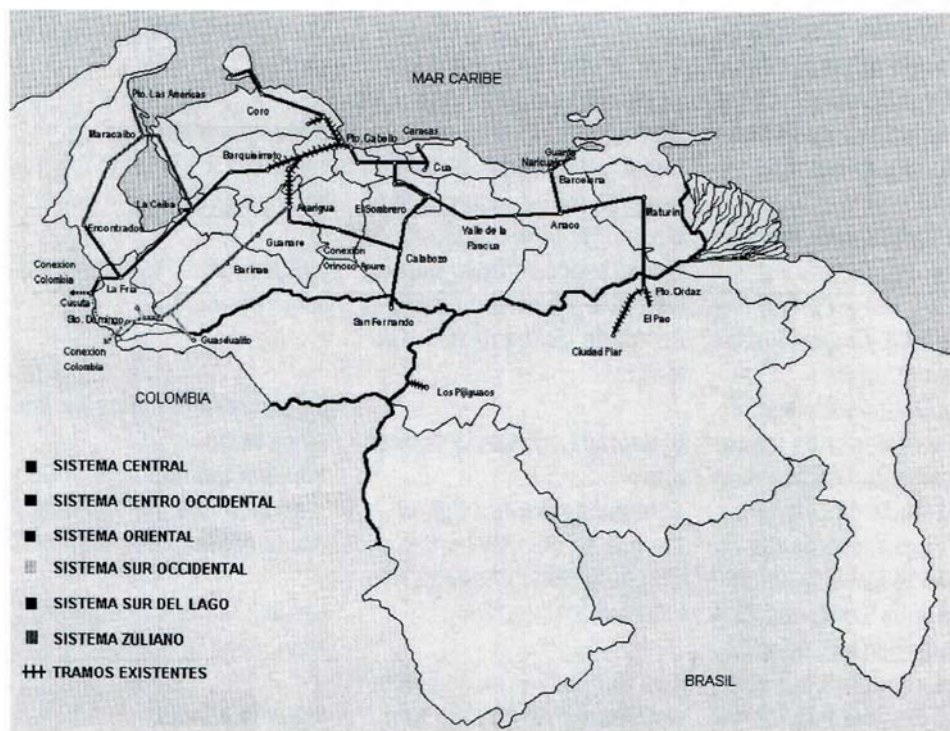 MAR CARIBE
Pto. Las Americas
Coro
Maracaibo
Pto. Cabello
Caracas
Barquisimeto
Cua
Guanta
Naricual
Barcelona
La Ceiba
Acarigua
El Sombrero
Maturin
Encontrados
Guanare
Valle de la
Pascua
Anaco
Conexion
Colombia
Barinas
Conexión
Orinoco-Apure
Calabozo
La Fria
Cucuta
Sto. Domingo
San Fernando
Pto. Ordaz
El Pao
Guasdualito
Ciudad Piar
Conexion
Colombia
Los Pijiguaos
COLOMBIA
SISTEMA CENTRAL
SISTEMA CENTRO OCCIDENTAL
SISTEMA ORIENTAL
SISTEMA SUR OCCIDENTAL
SISTEMA SUR DEL LAGO
SISTEMA ZULIANO
TRAMOS EXISTENTES
BRASIL